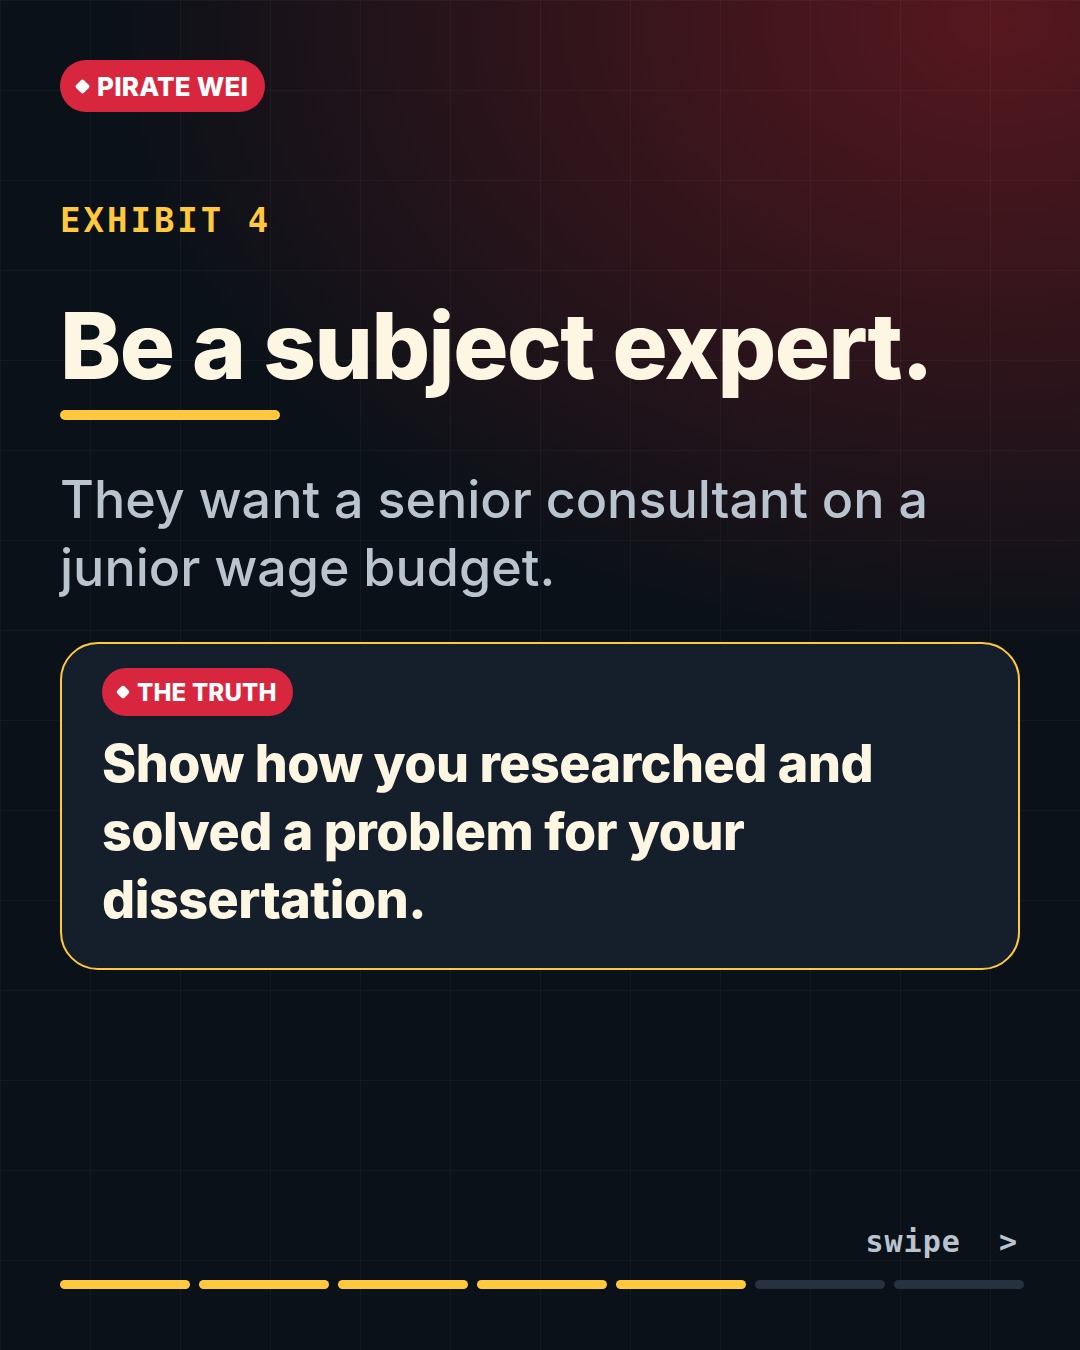 PIRATE WEI
EXHIBIT 4
Be a subject expert.
They want a senior consultant on a
junior wage budget.
THE TRUTH
Show how you researched and
solved a problem for your
dissertation.
swipe >